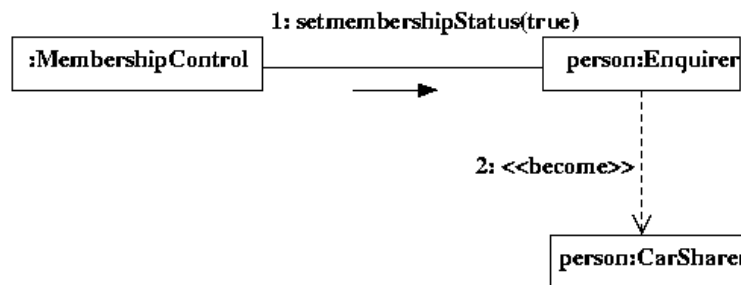 1: setmembershipStatus(true)
:MembershipControl
person:Enquirer
2: <<become>>
person:CarSharer